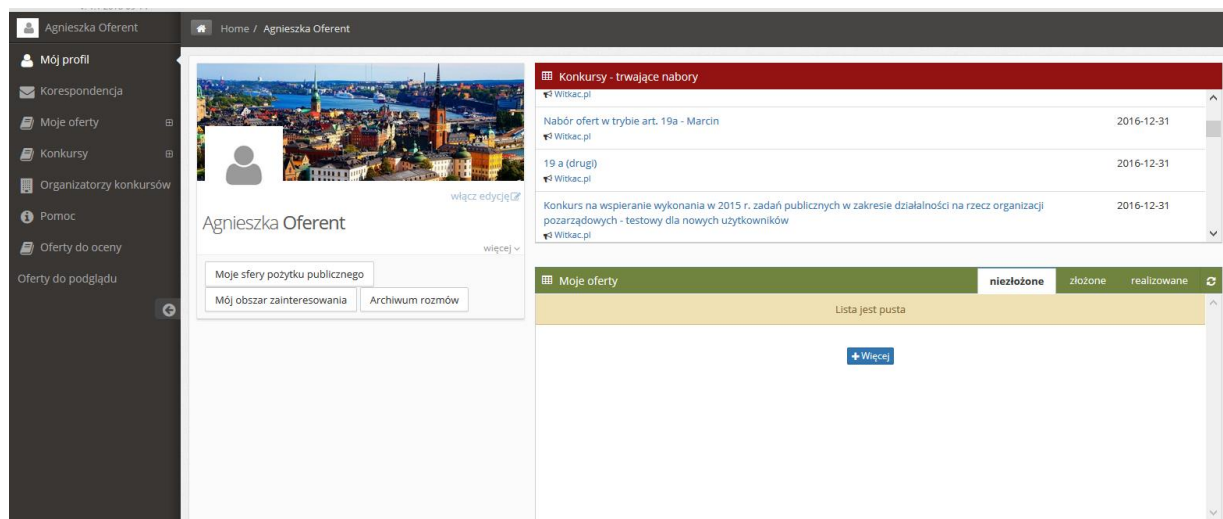 Agnieszka Oferent
Home / Agnieszka Oferent
Mój profil
Korespondencja
Moje oferty
Konkursy
Organizatorzy konkursów
Pomoc
Oferty do oceny
Oferty do podglądu
włącz edycję
Agnieszka Oferent
więcej
Moje sfery pożytku publicznego
Mój obszar zainteresowania
Archiwum rozmów
Konkursy - trwające nabory
Witkac.pl
Nabór ofert w trybie art. 19a - Marcin 2016-12-31
Witkac.pl
19 a (drugi) 2016-12-31
Witkac.pl
Konkurs na wspieranie wykonania w 2015 r. zadań publicznych w zakresie działalności na rzecz organizacji 2016-12-31
pozarządowych - testowy dla nowych użytkowników
Witkac.pl
Moje oferty niezłożone złożone realizowane
Lista jest pusta
+ Więcej